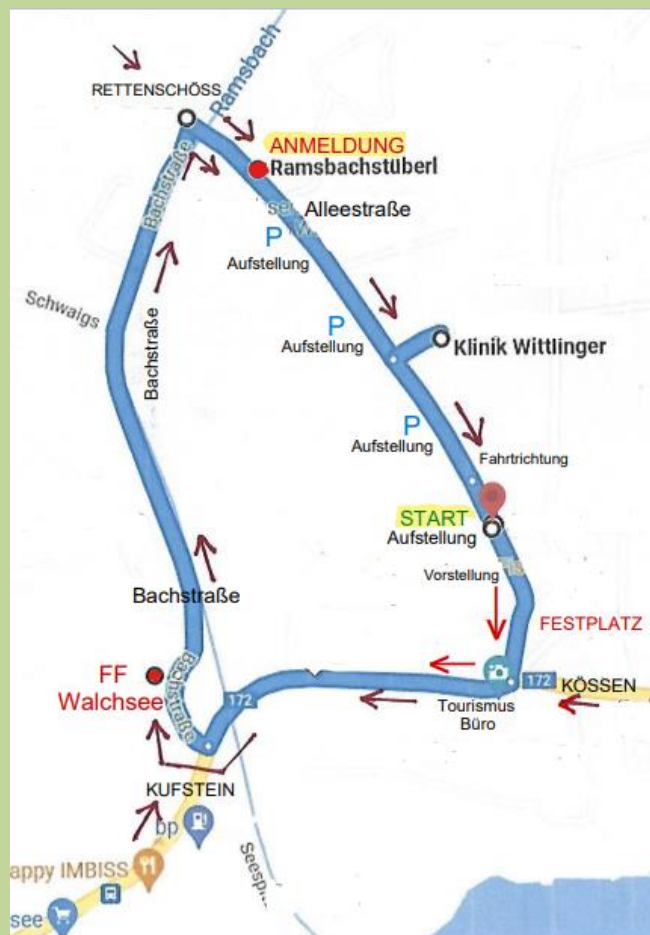 Ramsbach
RETTENSCHÖSS
ANMELDUNG
Ramsbachstüberl
Bachstraße
Alleestraße
P
Aufstellung
Schwaigs
P
Aufstellung
Klinik Wittlinger
Bachstraße
P
Aufstellung
Fahrtrichtung
START
Aufstellung
Vorstellung
Bachstraße
FESTPLATZ
FF
Walchsee
Bachstraße
172
172
KÖSSEN
Tourismus
Büro
KUFSTEIN
bp
appy IMBISS
see